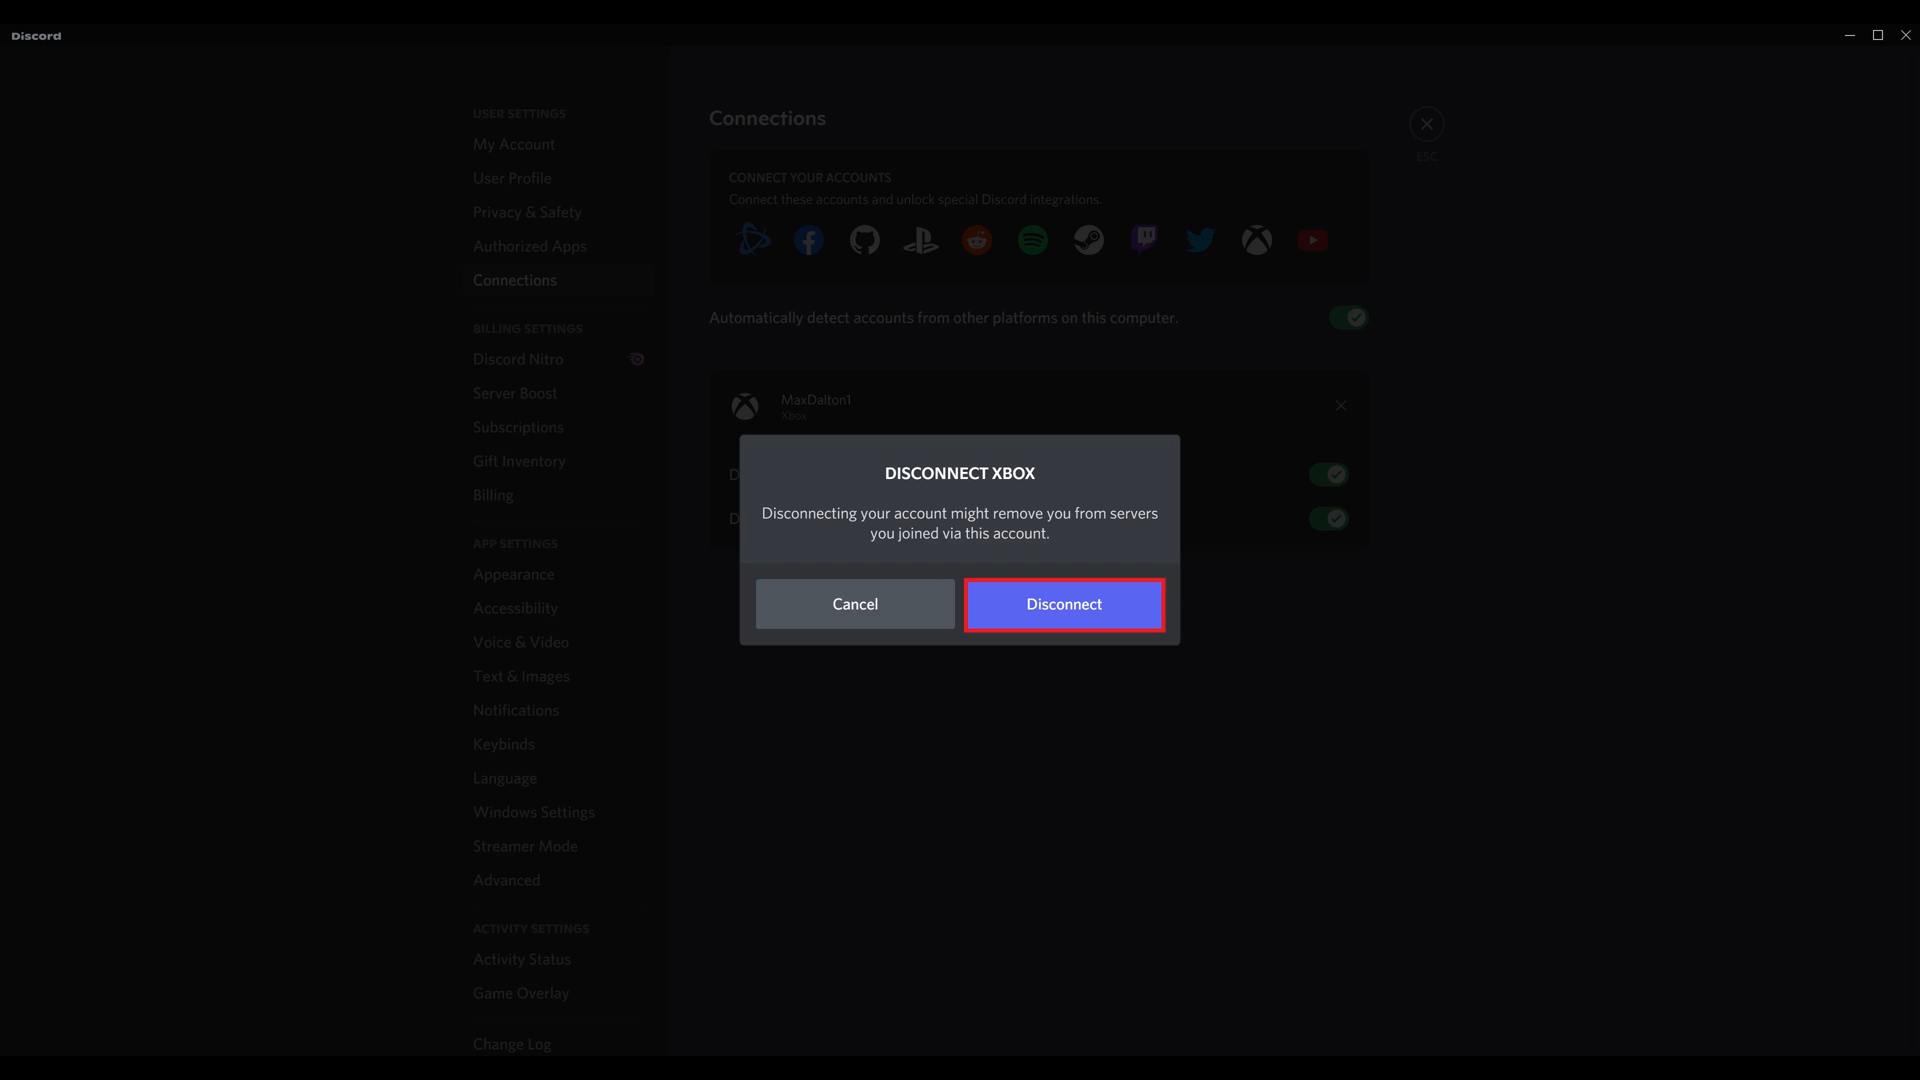 Discord
USER SETTINGS
My Account
User Profile
Privacy & Safety
Authorized Apps
Connections
BILLING SETTINGS
Discord Nitro
Server Boost
Subscriptions
Gift Inventory
Billing
APP SETTINGS
Appearance
Accessibility
Voice & Video
Text & Images
Notifications
Keybinds
Language
Windows Settings
Streamer Mode
Advanced
ACTIVITY SETTINGS
Activity Status
Game Overlay
Change Log
Connections
ESC
CONNECT YOUR ACCOUNTS
Connect these accounts and unlock special Discord integrations.
Automatically detect accounts from other platforms on this computer.
MaxDalton1
Xbox
D
D
DISCONNECT XBOX
Disconnecting your account might remove you from servers
you joined via this account.
Cancel
Disconnect